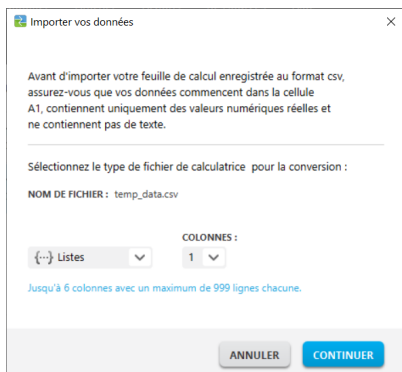 Importer vos données
Avant d'importer votre feuille de calcul enregistrée au format csv,
assurez-vous que vos données commencent dans la cellule
A1, contiennent uniquement des valeurs numériques réelles et
ne contiennent pas de texte.
Sélectionnez le type de fichier de calculatrice pour la conversion :
NOM DE FICHIER : temp_data.csv
COLONNES :
{···} Listes
1
Jusqu'à 6 colonnes avec un maximum de 999 lignes chacune.
ANNULER
CONTINUER